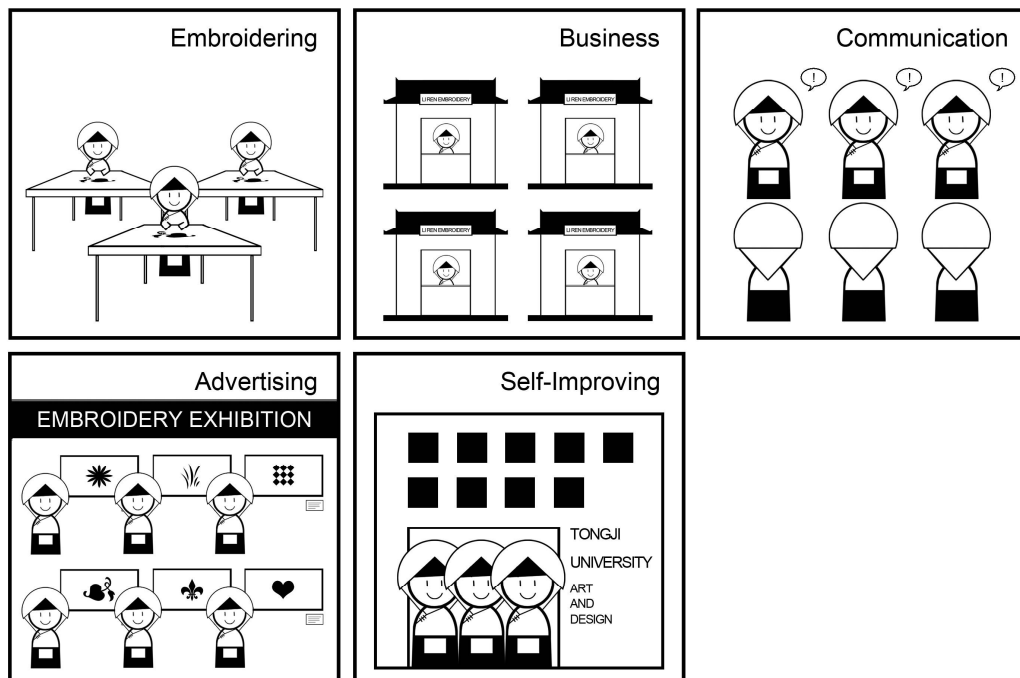 Embroidering
Business
LI REN EMBROIDERY
LI REN EMBROIDERY
LI REN EMBROIDERY
LI REN EMBROIDERY
Communication
!
!
!
Advertising
EMBROIDERY EXHIBITION
Self-Improving
TONGJI
UNIVERSITY
ART
AND
DESIGN